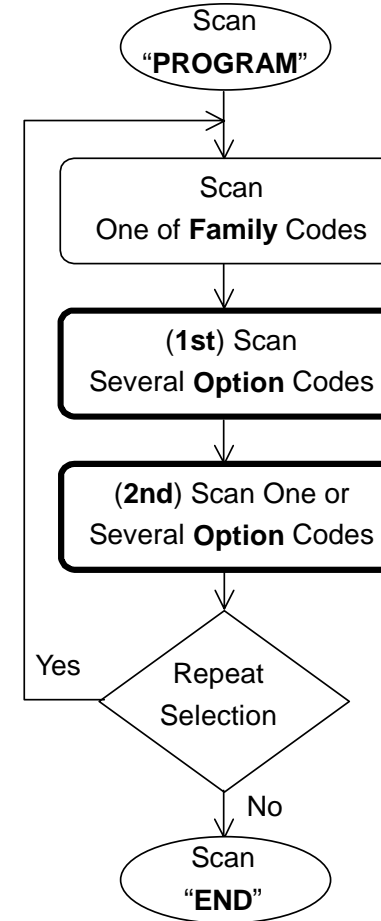 Scan
“PROGRAM”
Scan
One of Family Codes
(1st) Scan
Several Option Codes
(2nd) Scan One or
Several Option Codes
Yes
Repeat
Selection
No
Scan
“END”